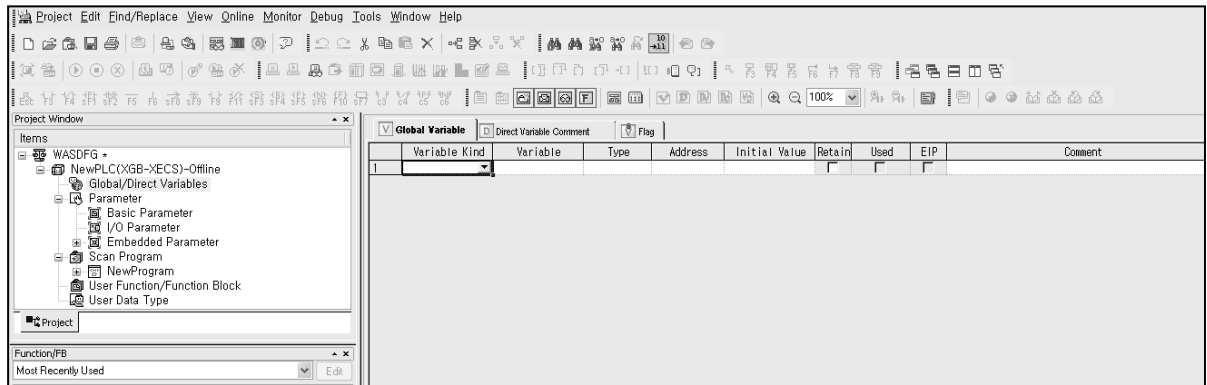 Project Edit Find/Replace View Online Monitor Debug Tools Window Help
100%
Project Window
Items
WASDFG *
NewPLC(XGB-XECS)-Offline
Global/Direct Variables
Parameter
Basic Parameter
I/O Parameter
Embedded Parameter
Scan Program
NewProgram
User Function/Function Block
User Data Type
Project
Function/FB
Most Recently Used Edit
V Global Variable D Direct Variable Comment Flag
Variable Kind Variable Type Address Initial Value Retain Used EIP Comment
1